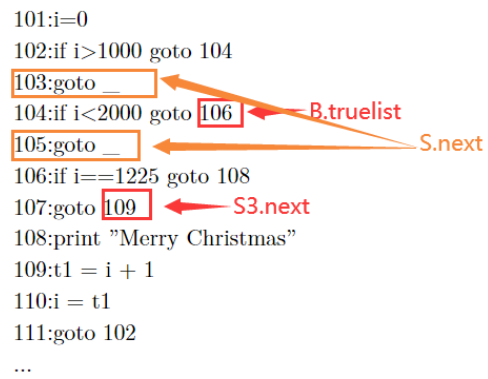 101:i=0
102:if i>1000 goto 104
103:goto _
104:if i<2000 goto 106
B.truelist
105:goto _
S.next
106:if i==1225 goto 108
107:goto 109
S3.next
108:print "Merry Christmas"
109:t1 = i + 1
110:i = t1
111:goto 102
...